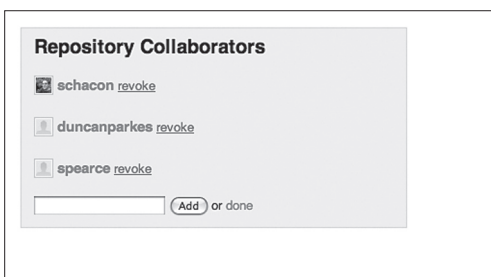 Repository Collaborators
schacon revoke
duncanparkes revoke
spearce revoke
Add or done